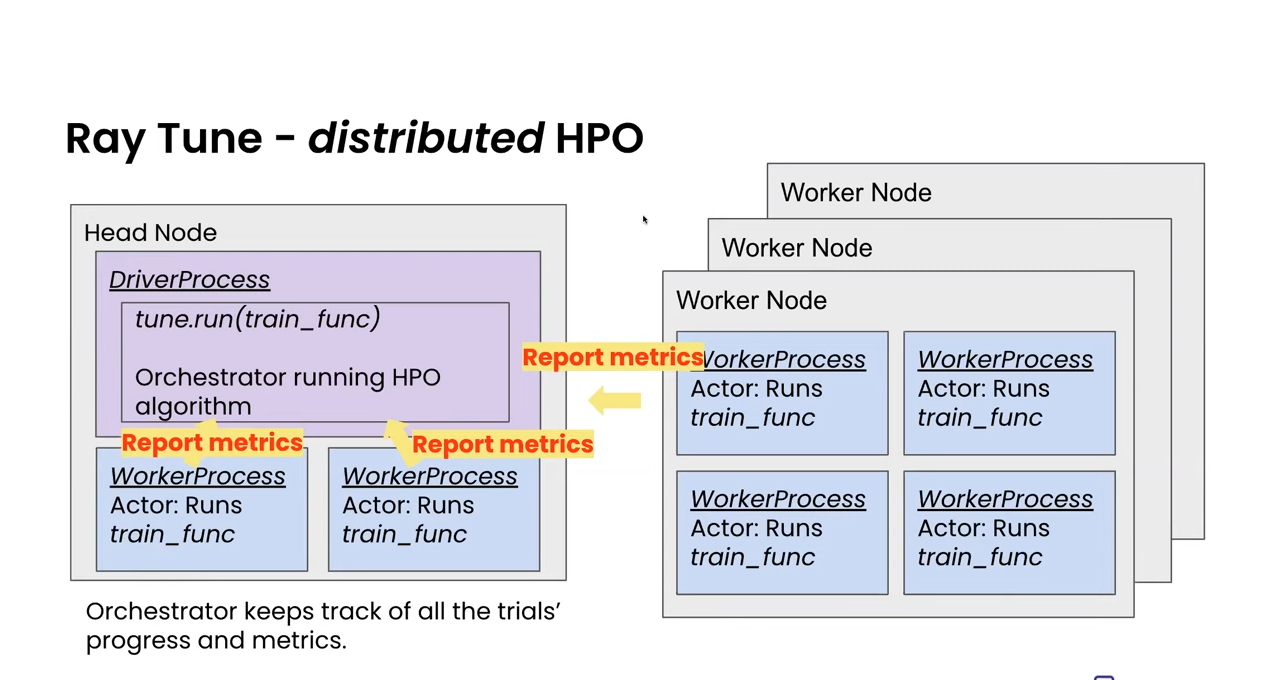 Ray Tune - distributed HPO
Head Node
DriverProcess
tune.run(train_func)
Orchestrator running HPO
algorithm
Report metrics
Report metrics
WorkerProcess
Actor: Runs
train_func
WorkerProcess
Actor: Runs
train_func
Orchestrator keeps track of all the trials’
progress and metrics.
Report metrics
Worker Node
Worker Node
Worker Node
WorkerProcess
Actor: Runs
train_func
WorkerProcess
Actor: Runs
train_func
WorkerProcess
Actor: Runs
train_func
WorkerProcess
Actor: Runs
train_func